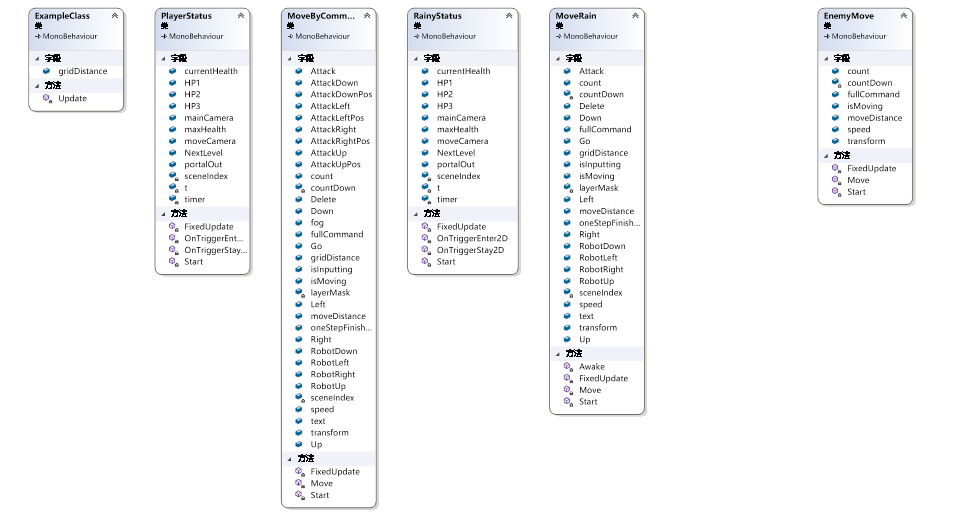 ExampleClass
类
MonoBehaviour
字段
gridDistance
方法
Update
PlayerStatus
类
MonoBehaviour
字段
currentHealth
HP1
HP2
HP3
mainCamera
maxHealth
moveCamera
NextLevel
portalOut
sceneIndex
t
timer
方法
FixedUpdate
OnTriggerEnt...
OnTriggerStay...
Start
MoveByComm...
类
MonoBehaviour
字段
Attack
AttackDown
AttackDownPos
AttackLeft
AttackLeftPos
AttackRight
AttackRightPos
AttackUp
AttackUpPos
count
countDown
Delete
Down
fog
fullCommand
Go
gridDistance
isInputting
isMoving
layerMask
Left
moveDistance
oneStepFinish...
Right
RobotDown
RobotLeft
RobotRight
RobotUp
sceneIndex
speed
text
transform
Up
方法
FixedUpdate
Move
Start
RainyStatus
类
MonoBehaviour
字段
currentHealth
HP1
HP2
HP3
mainCamera
maxHealth
moveCamera
NextLevel
portalOut
sceneIndex
t
timer
方法
FixedUpdate
OnTriggerEnter2D
OnTriggerStay2D
Start
MoveRain
类
MonoBehaviour
字段
Attack
count
countDown
Delete
Down
fullCommand
Go
gridDistance
isInputting
isMoving
layerMask
Left
moveDistance
oneStepFinish...
Right
RobotDown
RobotLeft
RobotRight
RobotUp
sceneIndex
speed
text
transform
Up
方法
Awake
FixedUpdate
Move
Start
EnemyMove
类
MonoBehaviour
字段
count
countDown
fullCommand
isMoving
moveDistance
speed
transform
方法
FixedUpdate
Move
Start